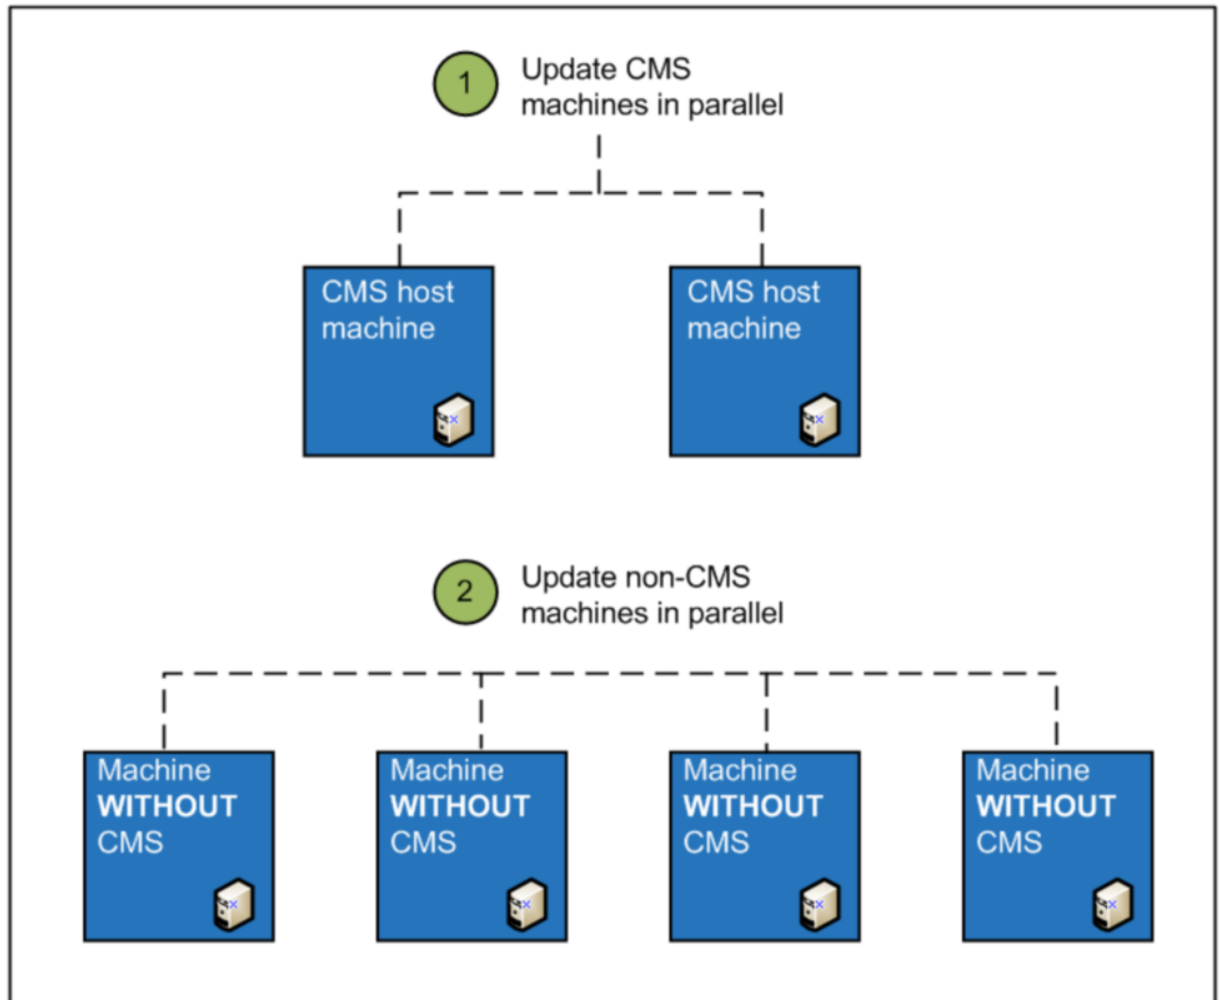 1
Update CMS
machines in parallel
CMS host
machine
CMS host
machine
2
Update non-CMS
machines in parallel
Machine
WITHOUT
CMS
Machine
WITHOUT
CMS
Machine
WITHOUT
CMS
Machine
WITHOUT
CMS